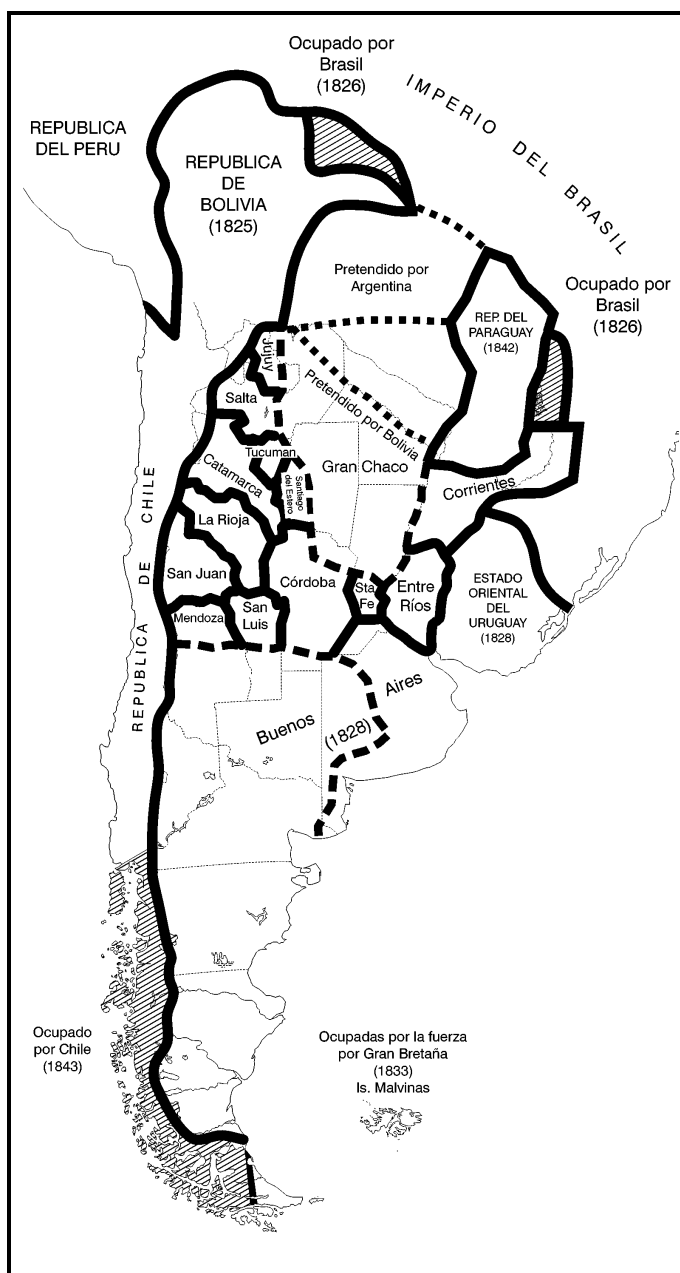 Ocupado por
Brasil
(1826)
IMPERIO DEL BRASIL
REPUBLICA
DEL PERU
REPUBLICA
DE
BOLIVIA
(1825)
Pretendido por
Argentina
Ocupado por
Brasil
(1826)
REP. DEL
PARAGUAY
(1842)
Jujuy
Salta
Pretendido por Bolivia
Tucuman
Catamarca
Santiago
del Estero
Gran Chaco
Corrientes
La Rioja
San Juan
Córdoba
Sta
Fe
Entre
Ríos
ESTADO
ORIENTAL
DEL
URUGUAY
(1828)
Mendoza
San
Luis
REPUBLICA DE CHILE
Buenos Aires
(1828)
Ocupado
por Chile
(1843)
Ocupadas por la fuerza
por Gran Bretaña
(1833)
Is. Malvinas